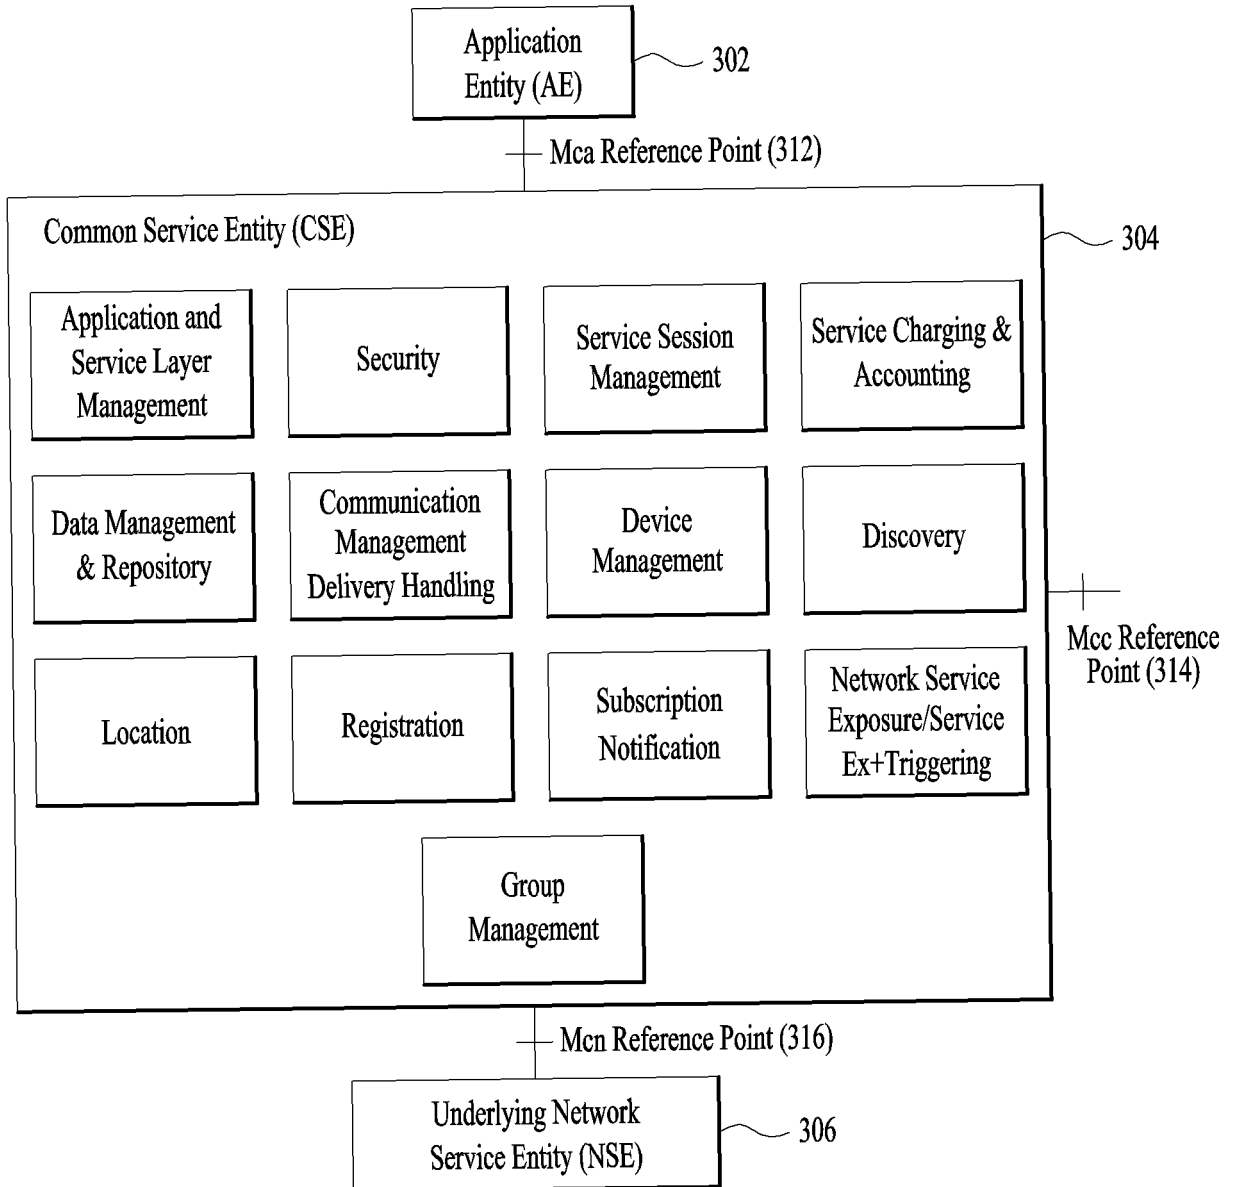 Application
Entity (AE)
302
Mca Reference Point (312)
Common Service Entity (CSE)
304
Application and
Service Layer
Management
Security
Service Session
Management
Service Charging &
Accounting
Data Management
& Repository
Communication
Management
Delivery Handling
Device
Management
Discovery
Mcc Reference
Point (314)
Location
Registration
Subscription
Notification
Network Service
Exposure/Service
Ex+Triggering
Group
Management
Mcn Reference Point (316)
Underlying Network
Service Entity (NSE)
306